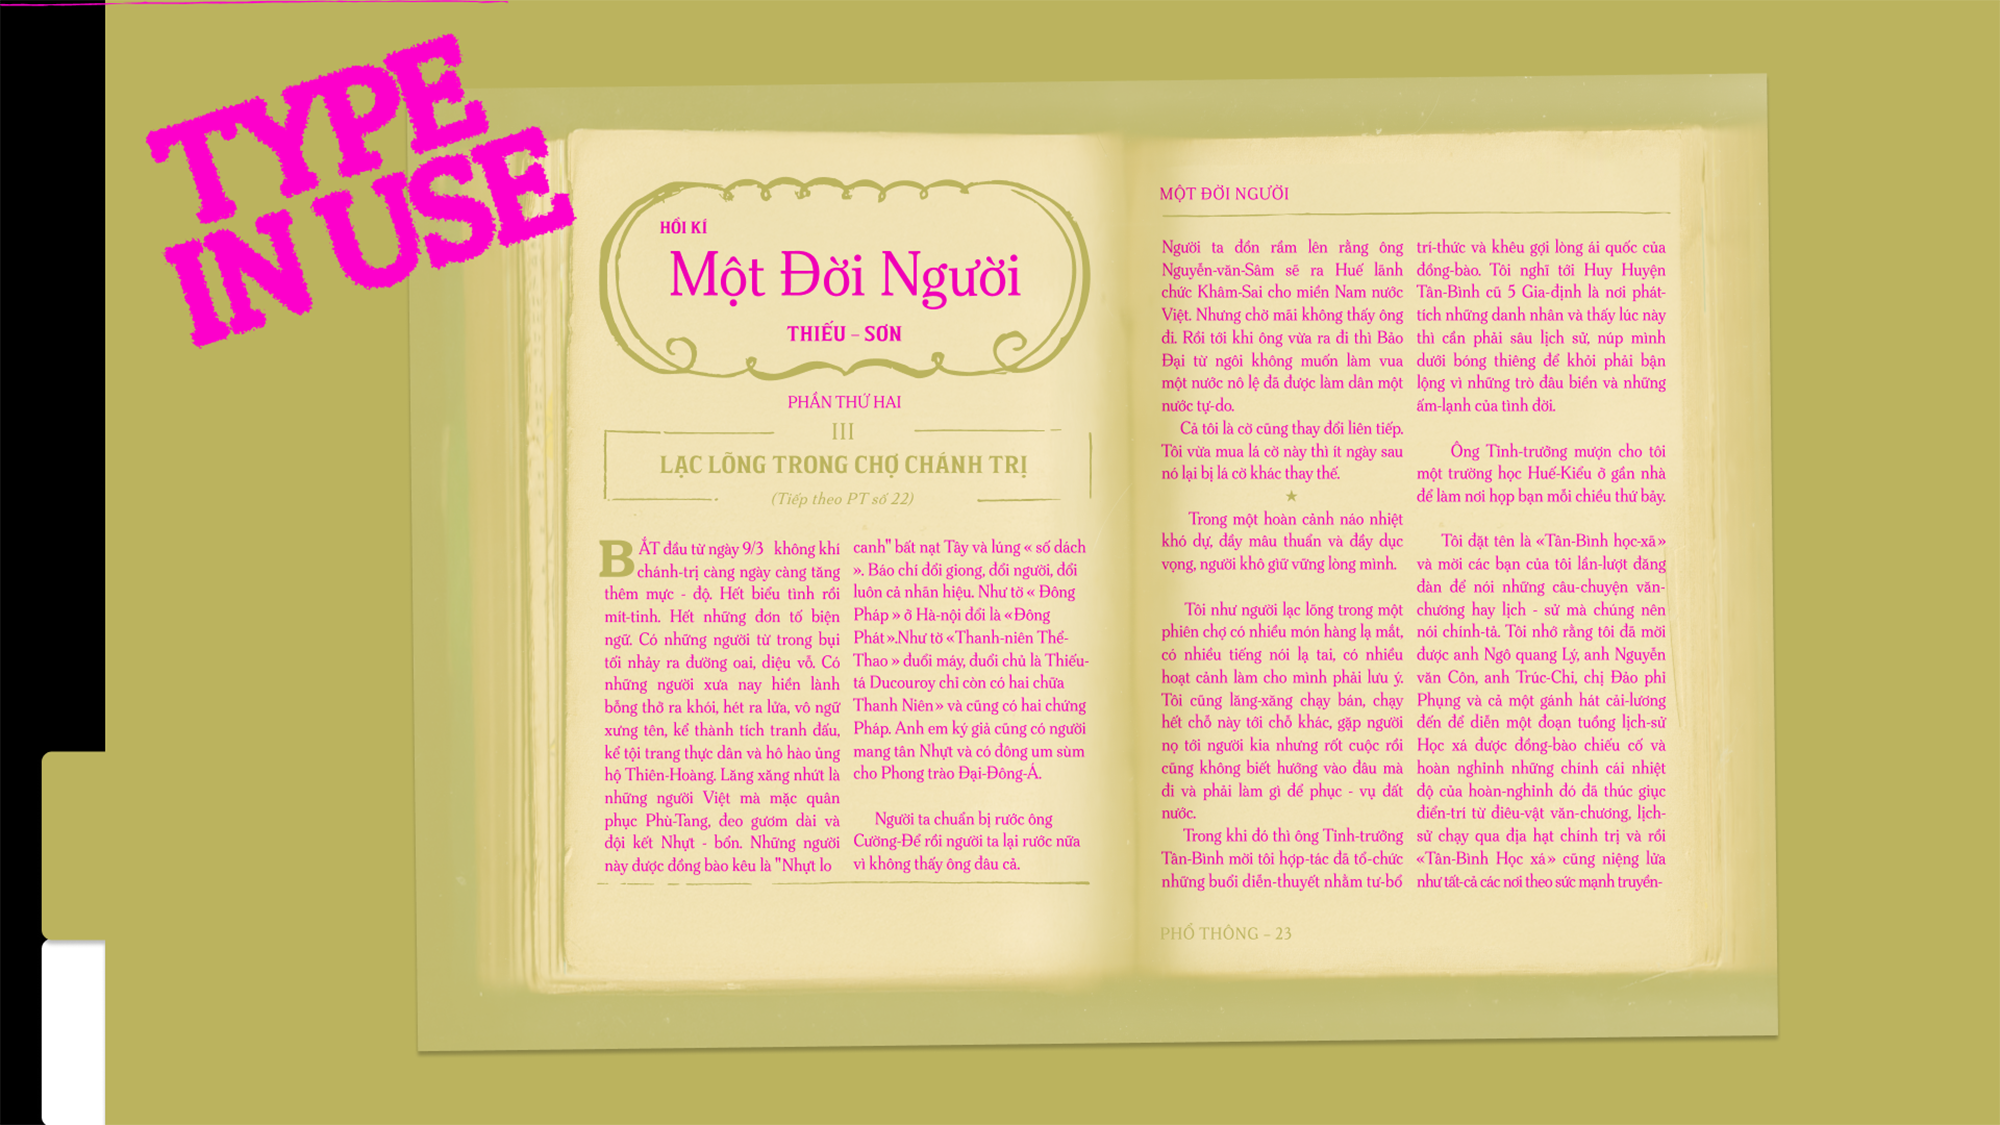 TYPE
IN USE
HỒI KÍ
Một Đời Người
THIẾU – SƠN
PHẦN THỨ HAI
III
LẠC LÕNG TRONG CHỢ CHÁNH TRỊ
(Tiếp theo PT số 22)
BẮT đầu từ ngày 9/3 không khí
chánh-trị càng ngày càng tăng
thêm mực - độ. Hết biểu tình rồi
mít-tinh. Hết những đơn tố biện
ngữ. Có những người từ trong bụi
tối nhảy ra đường oai, diệu vỗ. Có
những người xưa nay hiền lành
bỗng thở ra khói, hét ra lửa, vô ngữ
xưng tên, kể thành tích tranh đấu,
kể tội trang thực dân và hô hào ủng
hộ Thiên-Hoàng. Lăng xăng nhứt là
những người Việt mà mặc quân
phục Phù-Tang, đeo gươm dài và
đội kết Nhựt - bổn. Những người
này được đồng bào kêu là "Nhựt lo
canh" bất nạt Tây và lúng « số dách
». Báo chí đổi giong, đổi người, đổi
luôn cả nhãn hiệu. Như tờ « Đông
Pháp » ở Hà-nội đổi là «Đông
Phát».Như tờ «Thanh-niên Thể-
Thao » đuổi máy, đuổi chủ là Thiếu-
tá Ducouroy chỉ còn có hai chữa
Thanh Niên» và cũng có hai chứng
Pháp. Anh em ký giả cũng có người
mang tân Nhựt và có đông um sùm
cho Phong trào Đại-Đông-Á.
Người ta chuẩn bị rước ông
Cường-Để rồi người ta lại rước nữa
vì không thấy ông đâu cả.
MỘT ĐỜI NGƯỜI
Người ta đồn rầm lên rằng ông
Nguyễn-văn-Sâm sẽ ra Huế lãnh
chức Khâm-Sai cho miền Nam nước
Việt. Nhưng chờ mãi không thấy ông
đi. Rồi tới khi ông vừa ra đi thì Bảo
Đại từ ngôi không muốn làm vua
một nước nô lệ đã được làm dân một
nước tự-do.
Cả tôi là cờ cũng thay đổi liên tiếp.
Tôi vừa mua lá cờ này thì ít ngày sau
nó lại bị lá cờ khác thay thế.
★
Trong một hoàn cảnh náo nhiệt
khó dự, đầy mâu thuẩn và đầy dục
vọng, người khô giữ vững lòng mình.
Tôi như người lạc lõng trong một
phiên chợ có nhiều món hàng lạ mắt,
có nhiều tiếng nói lạ tai, có nhiều
hoạt cảnh làm cho mình phải lưu ý.
Tôi cũng lăng-xăng chạy bán, chạy
hết chỗ này tới chỗ khác, gặp người
nọ tới người kia nhưng rốt cuộc rồi
cũng không biết hướng vào đâu mà
đi và phải làm gì để phục - vụ đất
nước.
Trong khi đó thì ông Tỉnh-trưởng
Tân-Bình mời tôi hợp-tác đã tổ-chức
những buổi diễn-thuyết nhằm tư-bổ
trí-thức và khêu gợi lòng ái quốc của
đồng-bào. Tôi nghĩ tới Huy Huyện
Tân-Bình cũ 5 Gia-định là nơi phát-
tích những danh nhân và thấy lúc này
thì cần phải sâu lịch sử, núp mình
dưới bóng thiêng để khỏi phải bận
lộng vì những trò đâu biền và những
ấm-lạnh của tình đời.
Ông Tỉnh-trưởng mượn cho tôi
một trường học Huế-Kiểu ở gần nhà
để làm nơi họp bạn mỗi chiều thứ bảy.
Tôi đặt tên là «Tân-Bình học-xã»
và mời các bạn của tôi lần-lượt đăng
đàn để nói những câu-chuyện văn-
chương hay lịch - sử mà chúng nên
nói chính-tả. Tôi nhớ rằng tôi đã mời
được anh Ngô quang Lý, anh Nguyễn
văn Côn, anh Trúc-Chi, chị Đảo phi
Phụng và cả một gánh hát cải-lương
đến để diễn một đoạn tuồng lịch-sử
Học xá được đồng-bào chiếu cố và
hoàn nghinh những chính cái nhiệt
độ của hoàn-nghinh đó đã thúc giục
điển-trí từ điêu-vật văn-chương, lịch-
sử chạy qua địa hạt chính trị và rồi
«Tân-Bình Học xá» cũng niệng lửa
như tất-cả các nơi theo sức mạnh truyền-
PHỔ THÔNG – 23